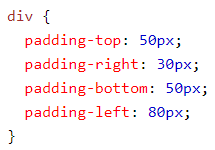 div {
  padding-top: 50px;
  padding-right: 30px;
  padding-bottom: 50px;
  padding-left: 80px;
}